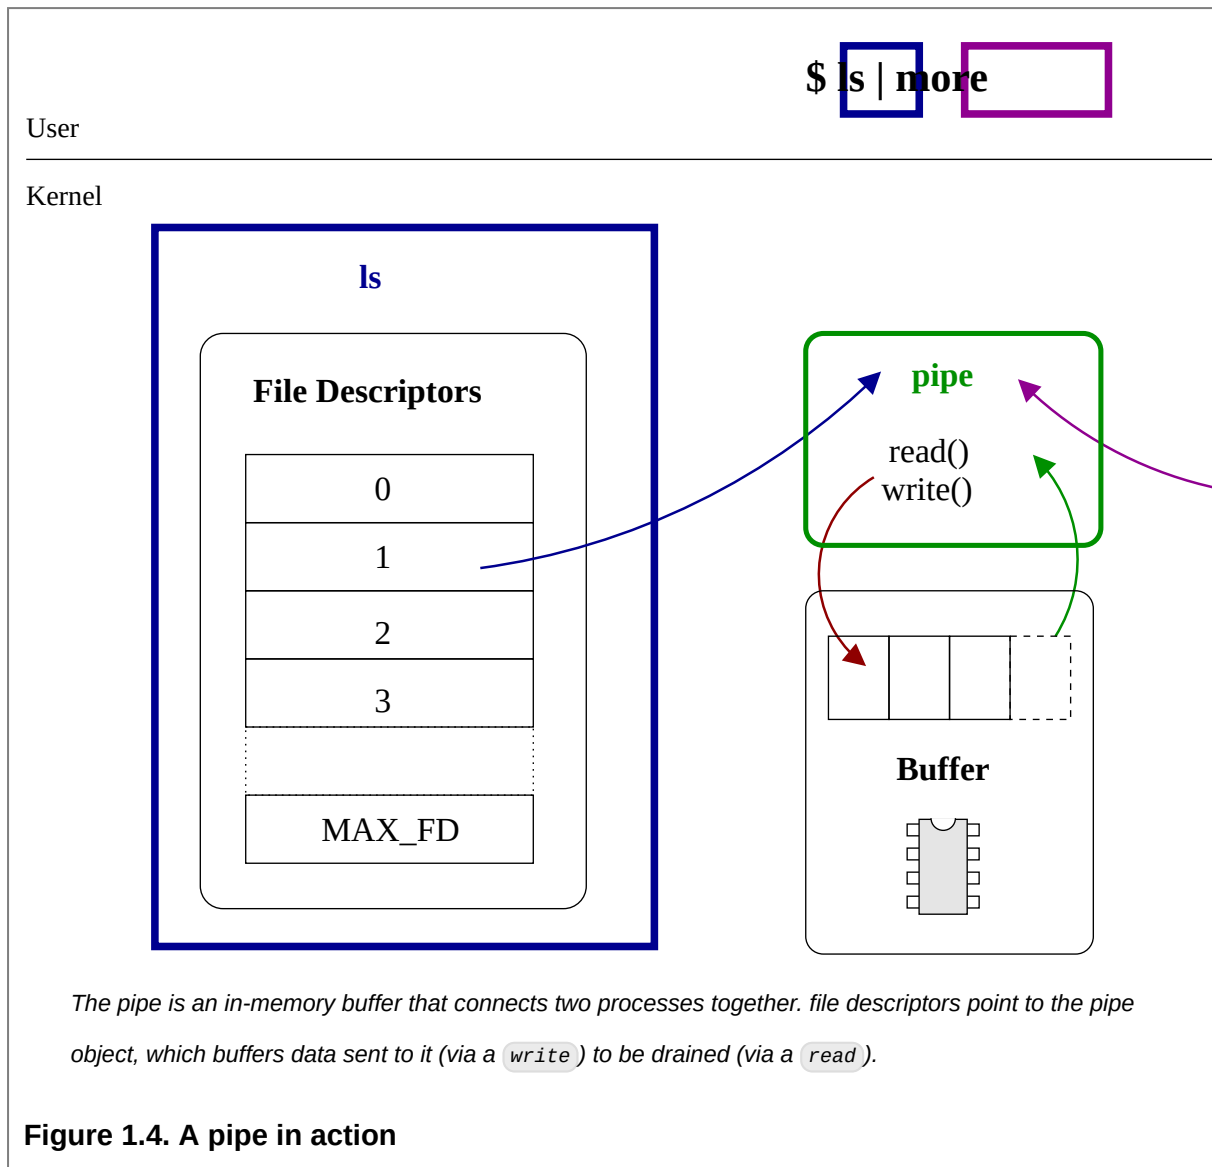 $ ls | more
User
Kernel
ls
File Descriptors
0
1
2
3
MAX_FD
pipe
read()
write()
Buffer
The pipe is an in-memory buffer that connects two processes together. file descriptors point to the pipe
object, which buffers data sent to it (via a write) to be drained (via a read).
Figure 1.4. A pipe in action